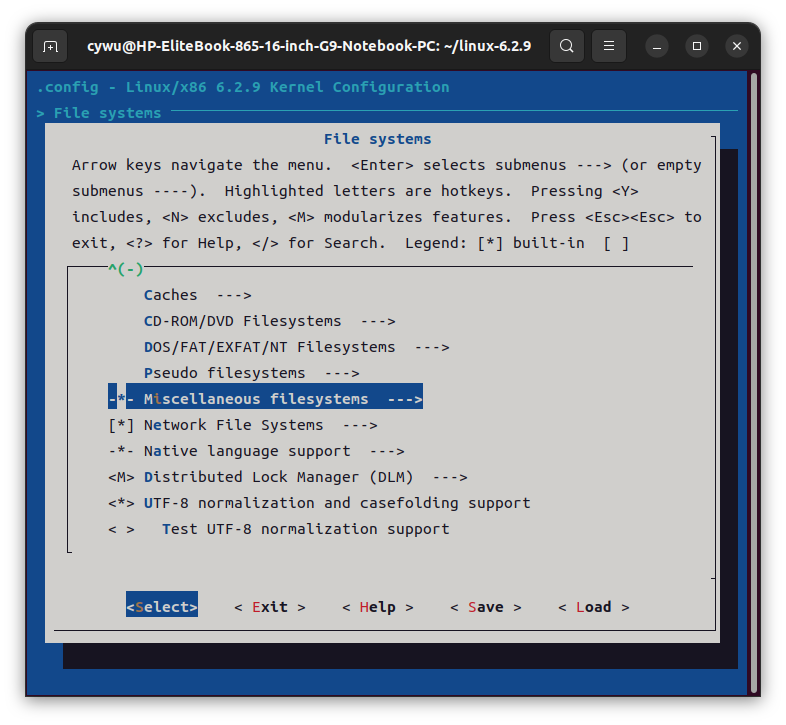 cywu@HP-EliteBook-865-16-inch-G9-Notebook-PC: ~/linux-6.2.9
.config - Linux/x86 6.2.9 Kernel Configuration
> File systems
File systems
Arrow keys navigate the menu.  <Enter> selects submenus ---> (or empty
submenus ----).  Highlighted letters are hotkeys.  Pressing <Y>
includes, <N> excludes, <M> modularizes features.  Press <Esc><Esc> to
exit, <?> for Help, </> for Search.  Legend: [*] built-in  [ ]
^(-)
Caches  --->
CD-ROM/DVD Filesystems  --->
DOS/FAT/EXFAT/NT Filesystems  --->
Pseudo filesystems  --->
-*- Miscellaneous filesystems  --->
[*] Network File Systems  --->
-*- Native language support  --->
<M> Distributed Lock Manager (DLM)  --->
<*> UTF-8 normalization and casefolding support
< >   Test UTF-8 normalization support
<Select>    < Exit >    < Help >    < Save >    < Load >